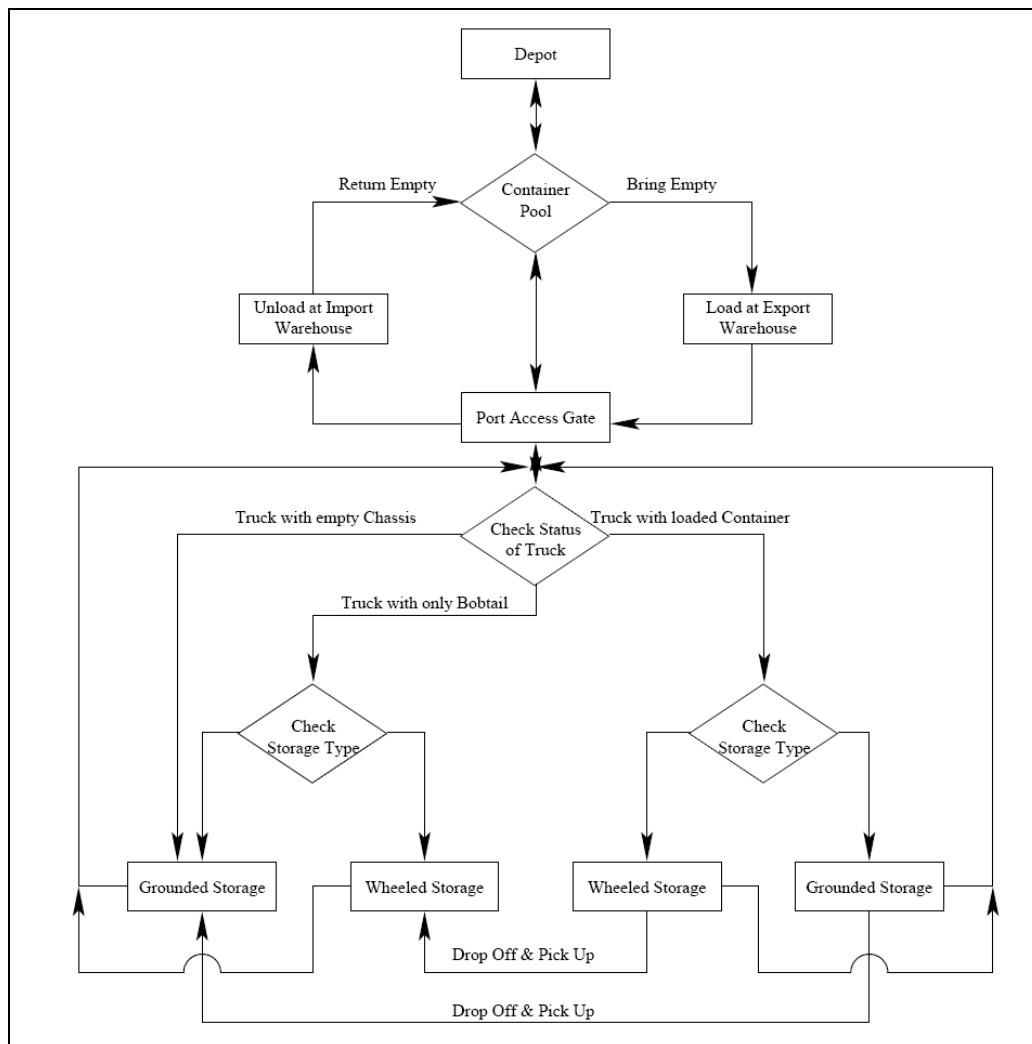 Depot
Return Empty
Container
Pool
Bring Empty
Unload at Import
Warehouse
Load at Export
Warehouse
Port Access Gate
Truck with empty Chassis
Check Status
of Truck
Truck with loaded Container
Truck with only Bobtail
Check
Storage Type
Check
Storage Type
Grounded Storage
Wheeled Storage
Wheeled Storage
Grounded Storage
Drop Off & Pick Up
Drop Off & Pick Up